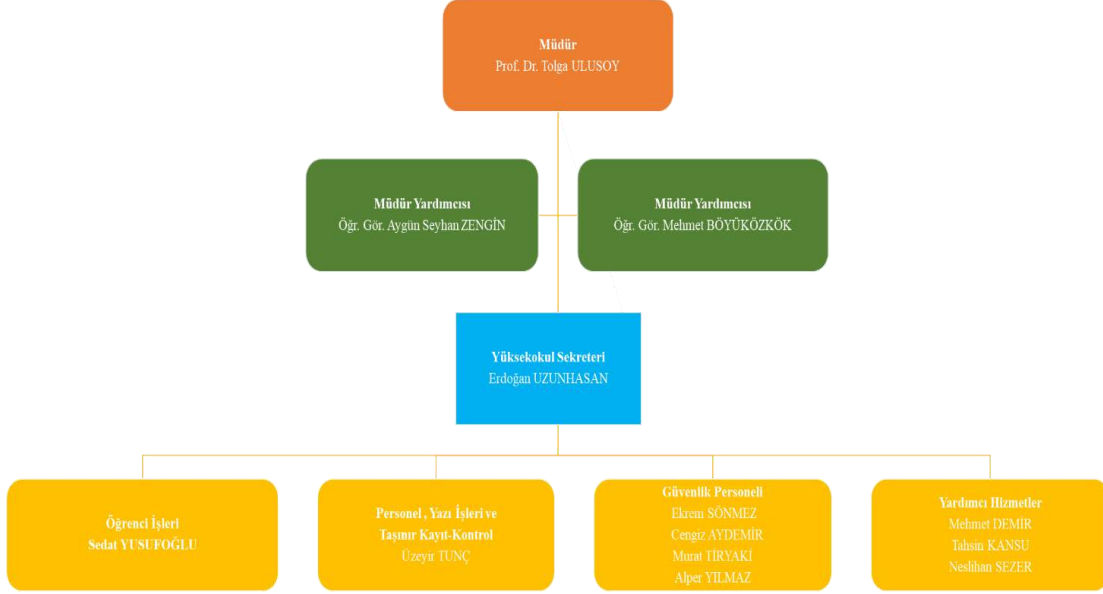 Müdür
Prof. Dr. Tolga ULUSOY
Müdür Yardımcısı
Öğr. Gör. Aygün Seyhan ZENGİN
Müdür Yardımcısı
Öğr. Gör. Mehmet BÖYÜKÖZKÖK
Yüksekokul Sekreteri
Erdoğan UZUNHASAN
Öğrenci İşleri
Sedat YUSUFOĞLU
Personel , Yazı İşleri ve
Taşınır Kayıt-Kontrol
Üzeyir TUNÇ
Güvenlik Personeli
Ekrem SÖNMEZ
Cengiz AYDEMİR
Murat TİRYAKİ
Alper YILMAZ
Yardımcı Hizmetler
Mehmet DEMİR
Tahsin KANSU
Neslihan SEZER